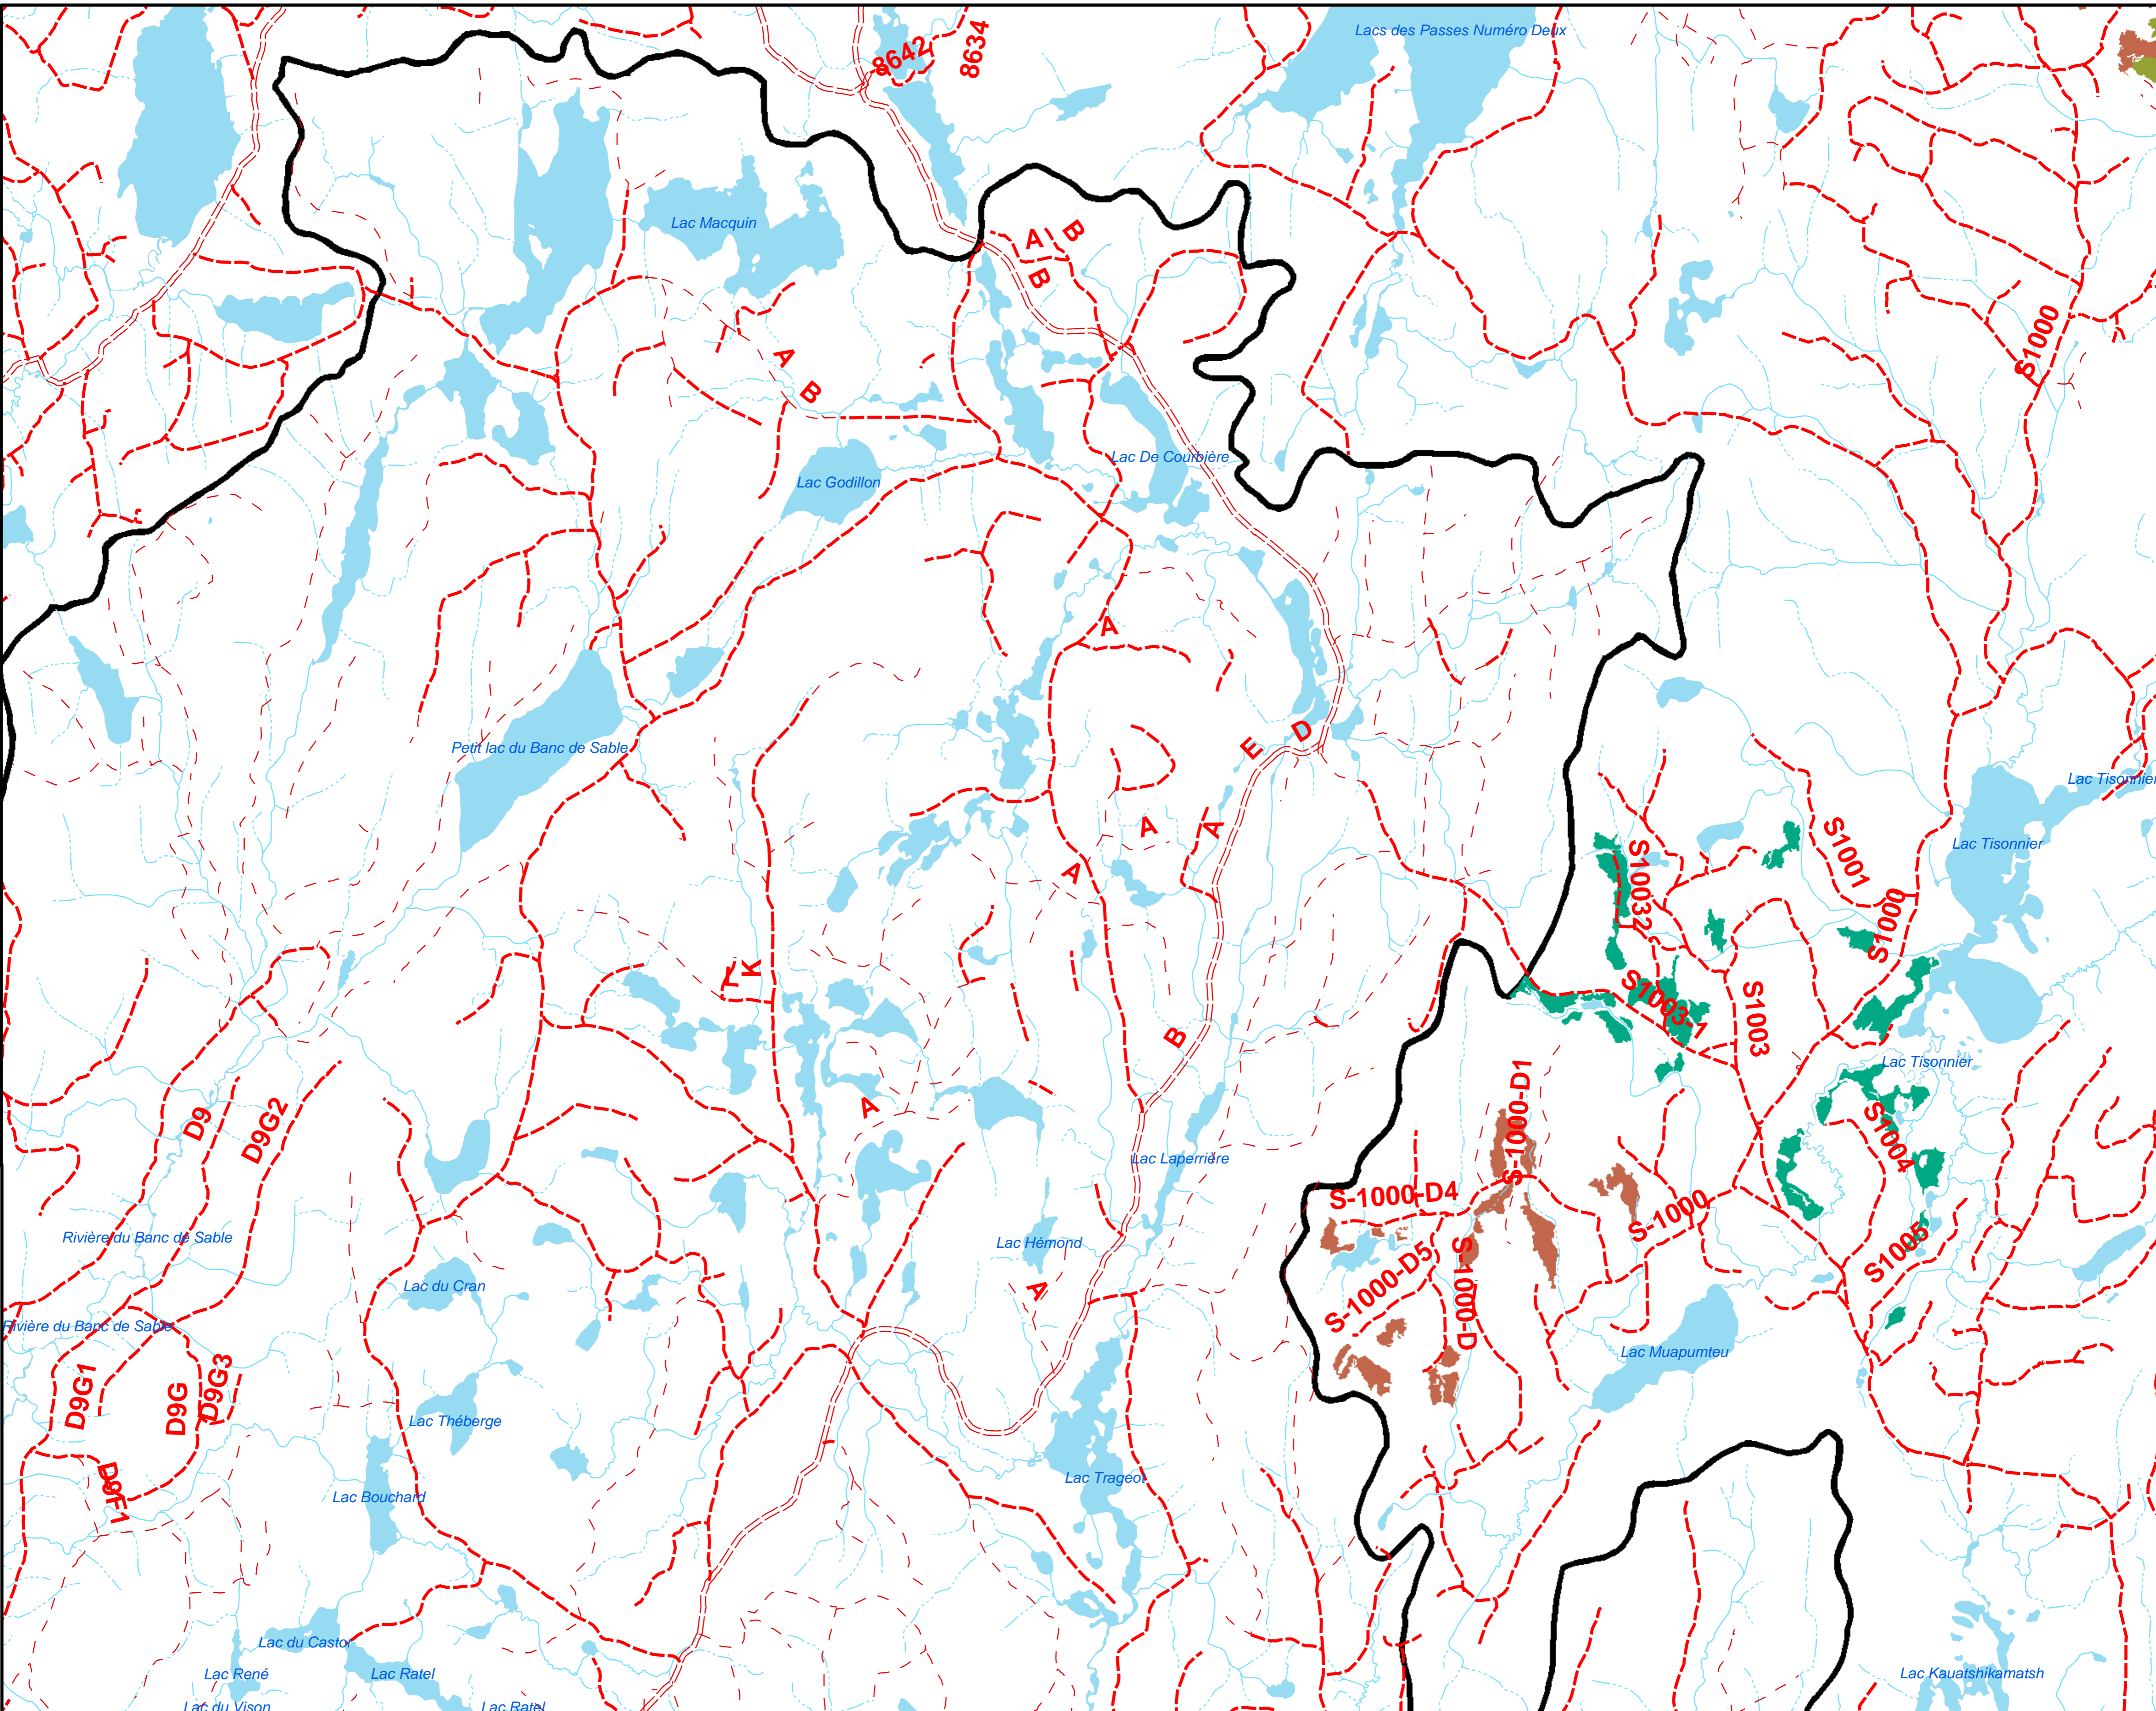 Lacs des Passes Numéro Deux
8642
8634
Lac Macquin
A
B
B
S1000
A
B
Lac De Courbière
Lac Godillon
A
Petit lac du Banc de Sable
E
D
Lac Tisonnier
A
A
Lac Tisonnier
S1001
A
S10032
S1000
L
K
S1003-1
S1003
B
Lac Tisonnier
A
D9
D9G2
S-1000-D1
S1004
Lac Laperrière
S-1000-D4
S-1000
Rivière du Banc de Sable
Lac Hémond
S1005
Lac du Cran
A
S-1000-D5
S-1000-D
Rivière du Banc de Sable
Lac Muapumteu
D9G1
D9G
D9G3
Lac Théberge
Lac Trageot
D9F1
Lac Bouchard
Lac du Castor
Lac René
Lac Ratel
Lac Kauatshikamatsh
Lac du Vison
Lac Ratel